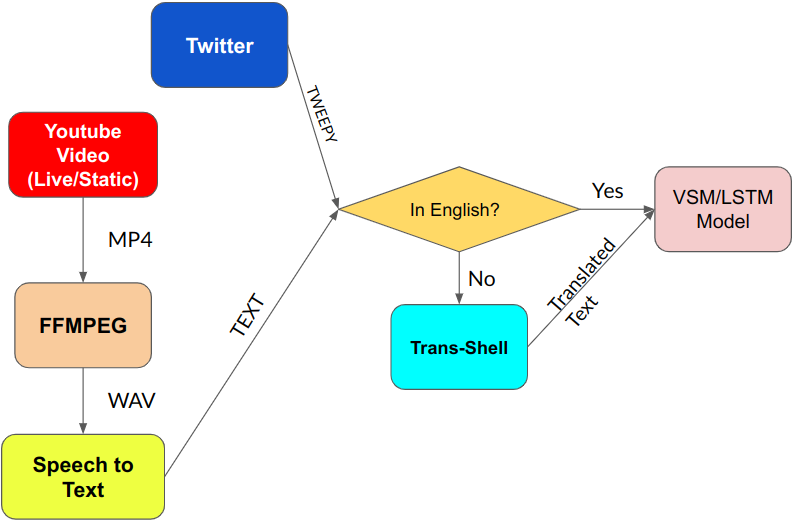 Twitter
TWEEPY
Youtube
Video
(Live/Static)
MP4
FFMPEG
WAV
Speech to
Text
TEXT
In English?
Yes
No
Trans-Shell
Translated
Text
VSM/LSTM
Model